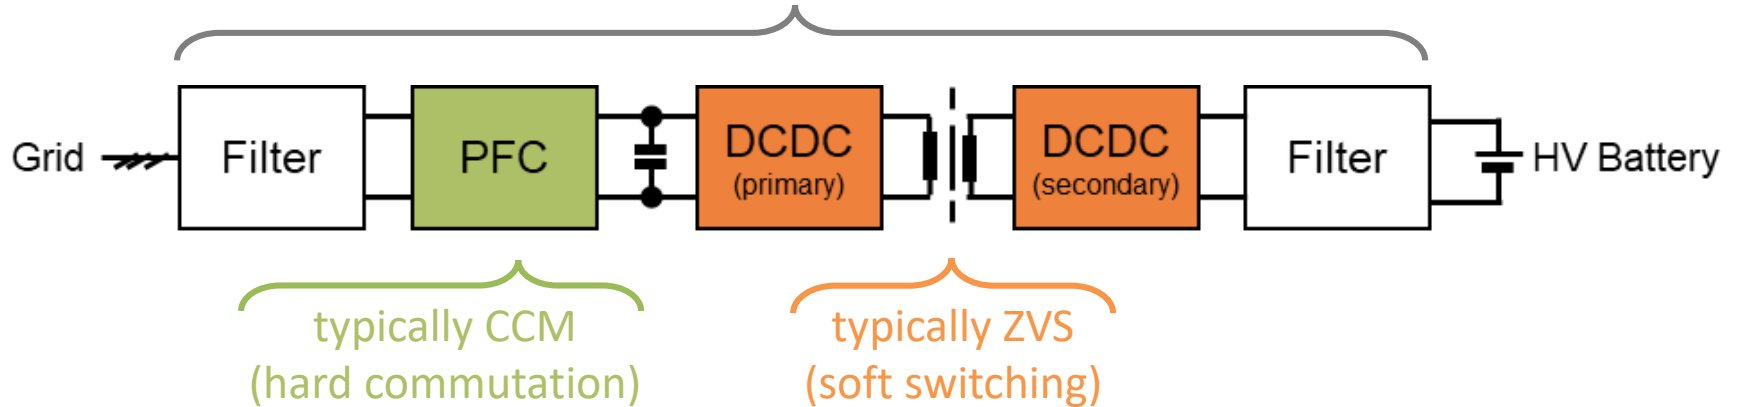 Grid
Filter
PFC
DCDC
(primary)
DCDC
(secondary)
Filter
HV Battery
typically CCM
(hard commutation)
typically ZVS
(soft switching)